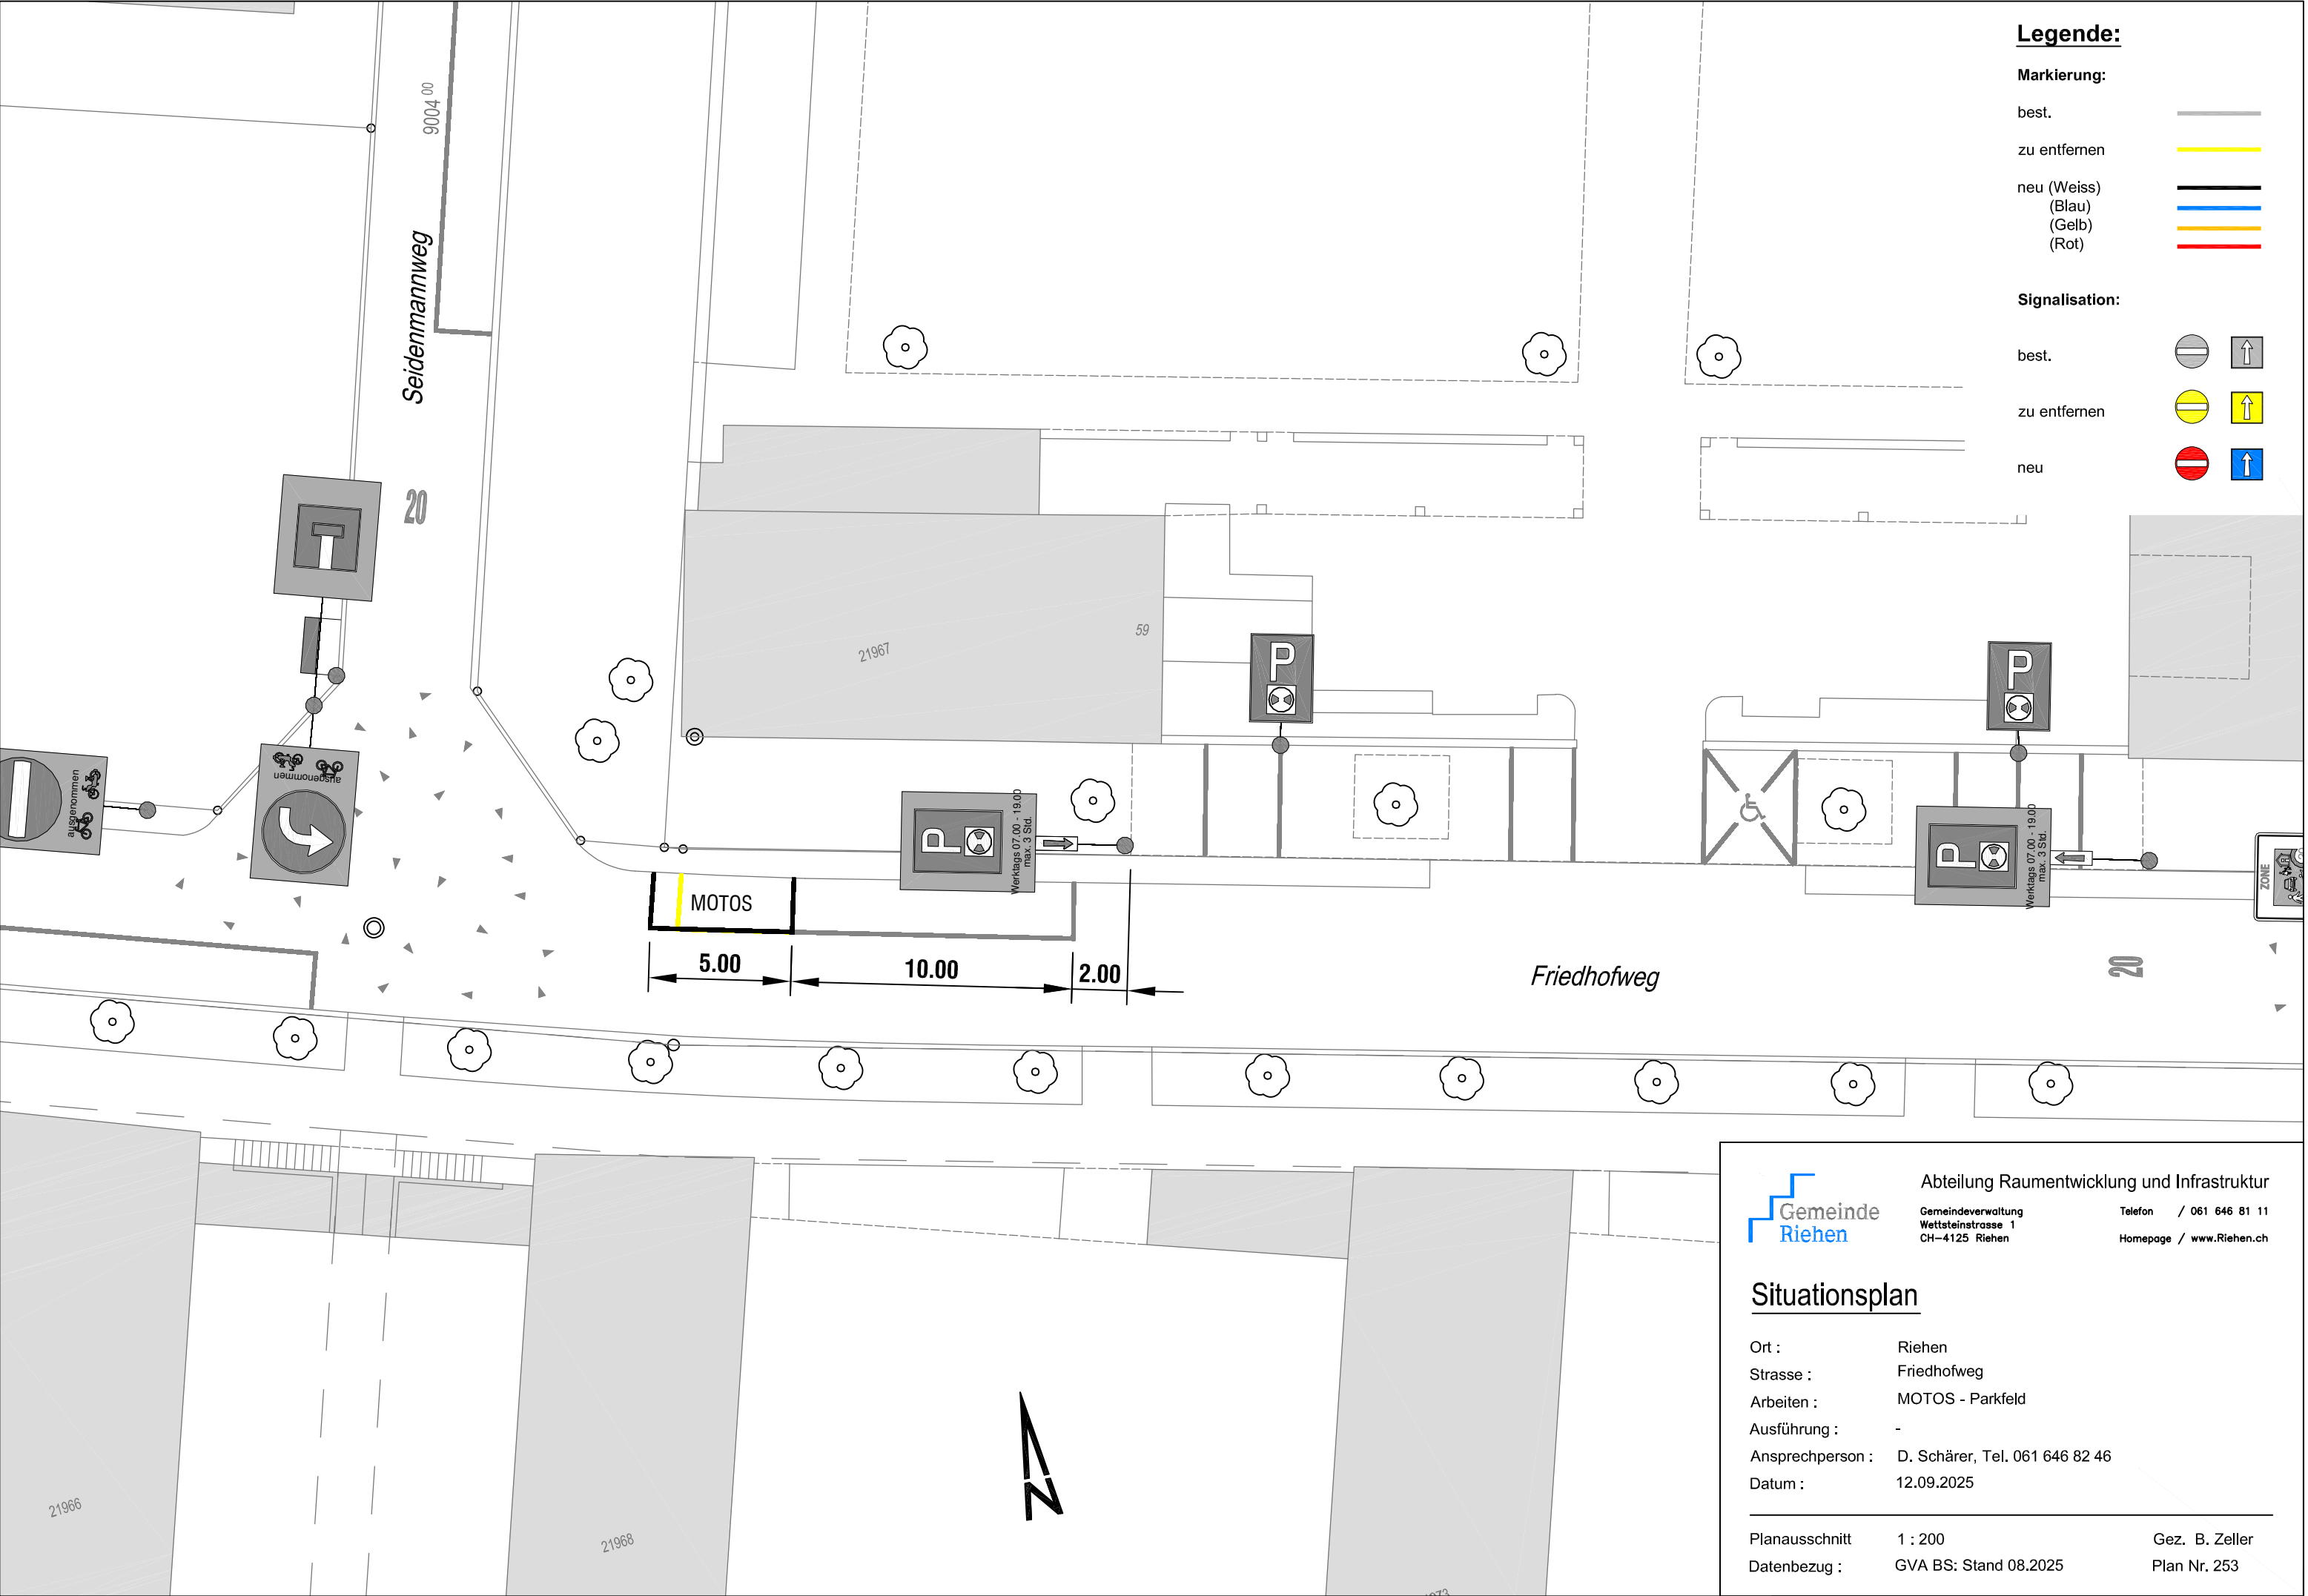 Legende:
Markierung:
best.
zu entfernen
neu (Weiss)
(Blau)
(Gelb)
(Rot)
Signalisation:
best.
zu entfernen
neu
9004 00
Seidenmannweg
20
21967
59
P
P
ausgenommen
ausgenommen
P
Werktags 07.00 - 19.00
max. 3 Std.
P
Werktags 07.00 - 19.00
max. 3 Std.
ZONE
MOTOS
5.00
10.00
2.00
Friedhofweg
20
21966
21968
N
Gemeinde
Riehen
Abteilung Raumentwicklung und Infrastruktur
Gemeindeverwaltung
Wettsteinstrasse 1
CH-4125 Riehen
Telefon / 061 646 81 11
Homepage / www.Riehen.ch
Situationsplan
Ort : Riehen
Strasse : Friedhofweg
Arbeiten : MOTOS - Parkfeld
Ausführung : -
Ansprechperson : D. Schärer, Tel. 061 646 82 46
Datum : 12.09.2025
Planausschnitt 1 : 200 Gez. B. Zeller
Datenbezug : GVA BS: Stand 08.2025 Plan Nr. 253